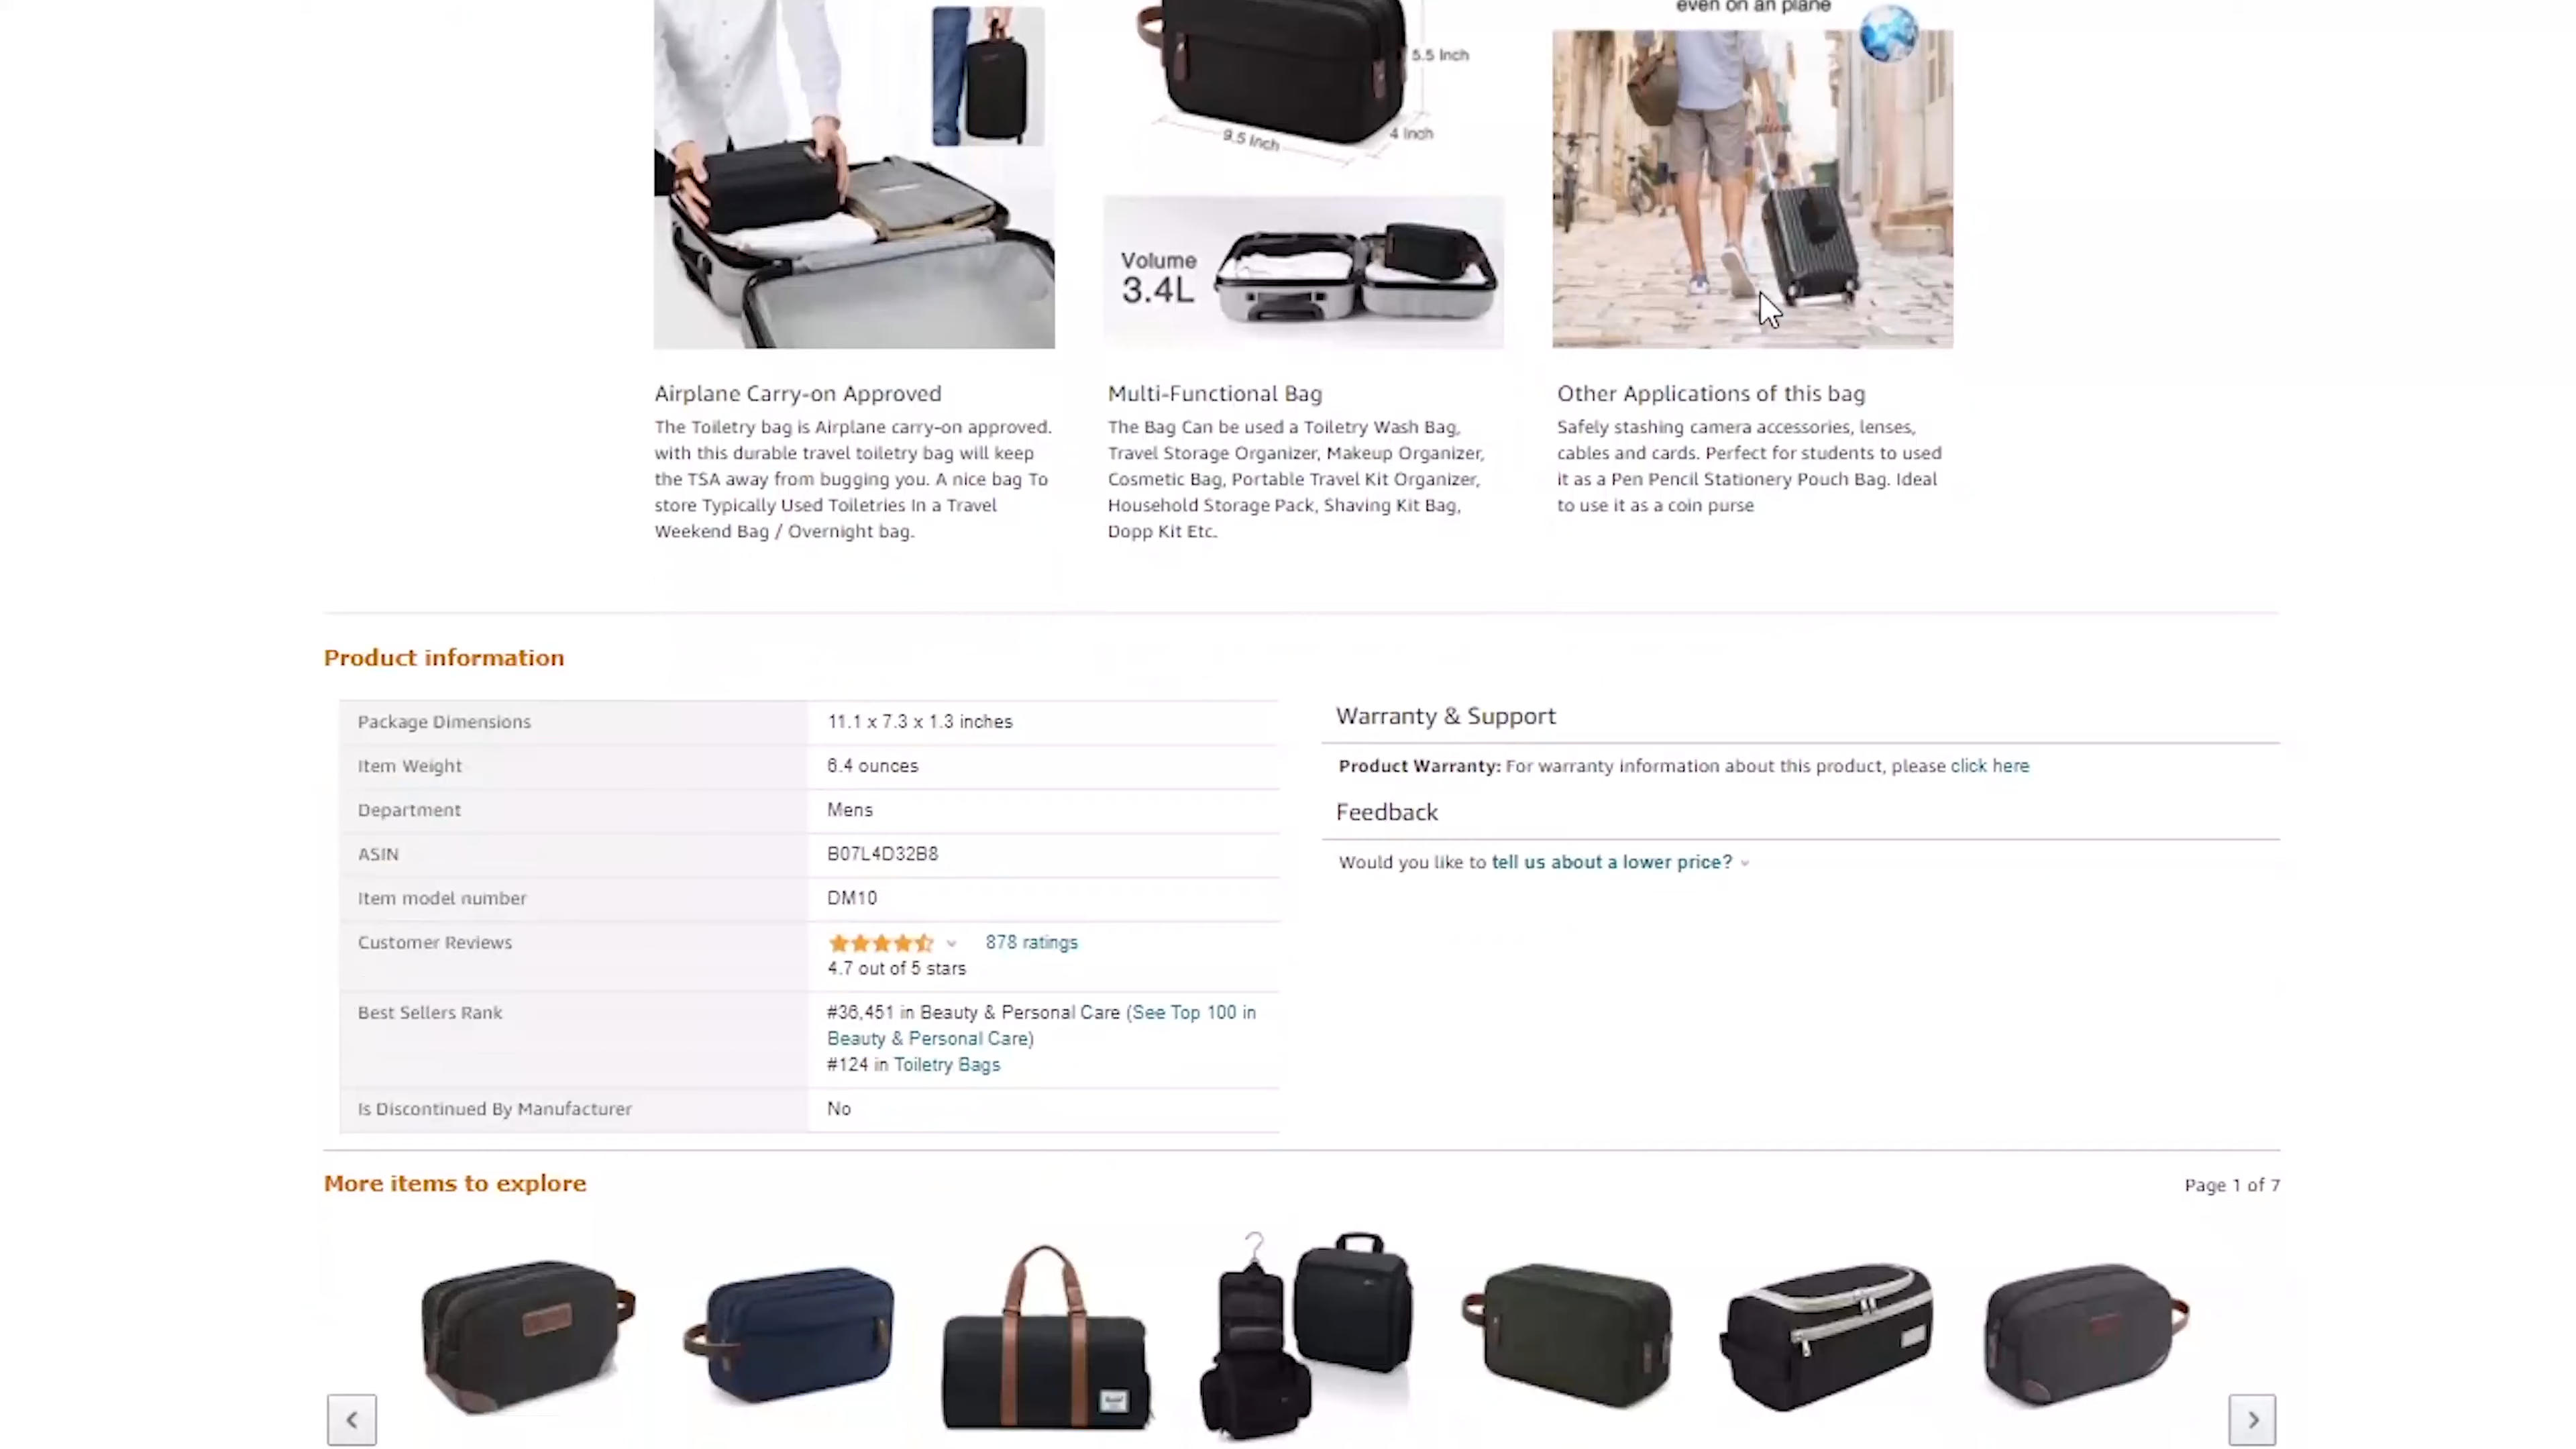 even on an plane
5.5 Inch
9.5 Inch
4 Inch
Volume
3.4L
Airplane Carry-on Approved
The Toiletry bag is Airplane carry-on approved.
with this durable travel toiletry bag will keep
the TSA away from bugging you. A nice bag To
store Typically Used Toiletries In a Travel
Weekend Bag / Overnight bag.
Multi-Functional Bag
The Bag Can be used a Toiletry Wash Bag,
Travel Storage Organizer, Makeup Organizer,
Cosmetic Bag, Portable Travel Kit Organizer,
Household Storage Pack, Shaving Kit Bag,
Dopp Kit Etc.
Other Applications of this bag
Safely stashing camera accessories, lenses,
cables and cards. Perfect for students to used
it as a Pen Pencil Stationery Pouch Bag. Ideal
to use it as a coin purse
Product information
Package Dimensions 11.1 x 7.3 x 1.3 inches
Item Weight 6.4 ounces
Department Mens
ASIN B07L4D32B8
Item model number DM10
Customer Reviews 878 ratings
4.7 out of 5 stars
Best Sellers Rank #36,451 in Beauty & Personal Care (See Top 100 in
Beauty & Personal Care)
#124 in Toiletry Bags
Is Discontinued By Manufacturer No
Warranty & Support
Product Warranty: For warranty information about this product, please click here
Feedback
Would you like to tell us about a lower price?
More items to explore
Page 1 of 7